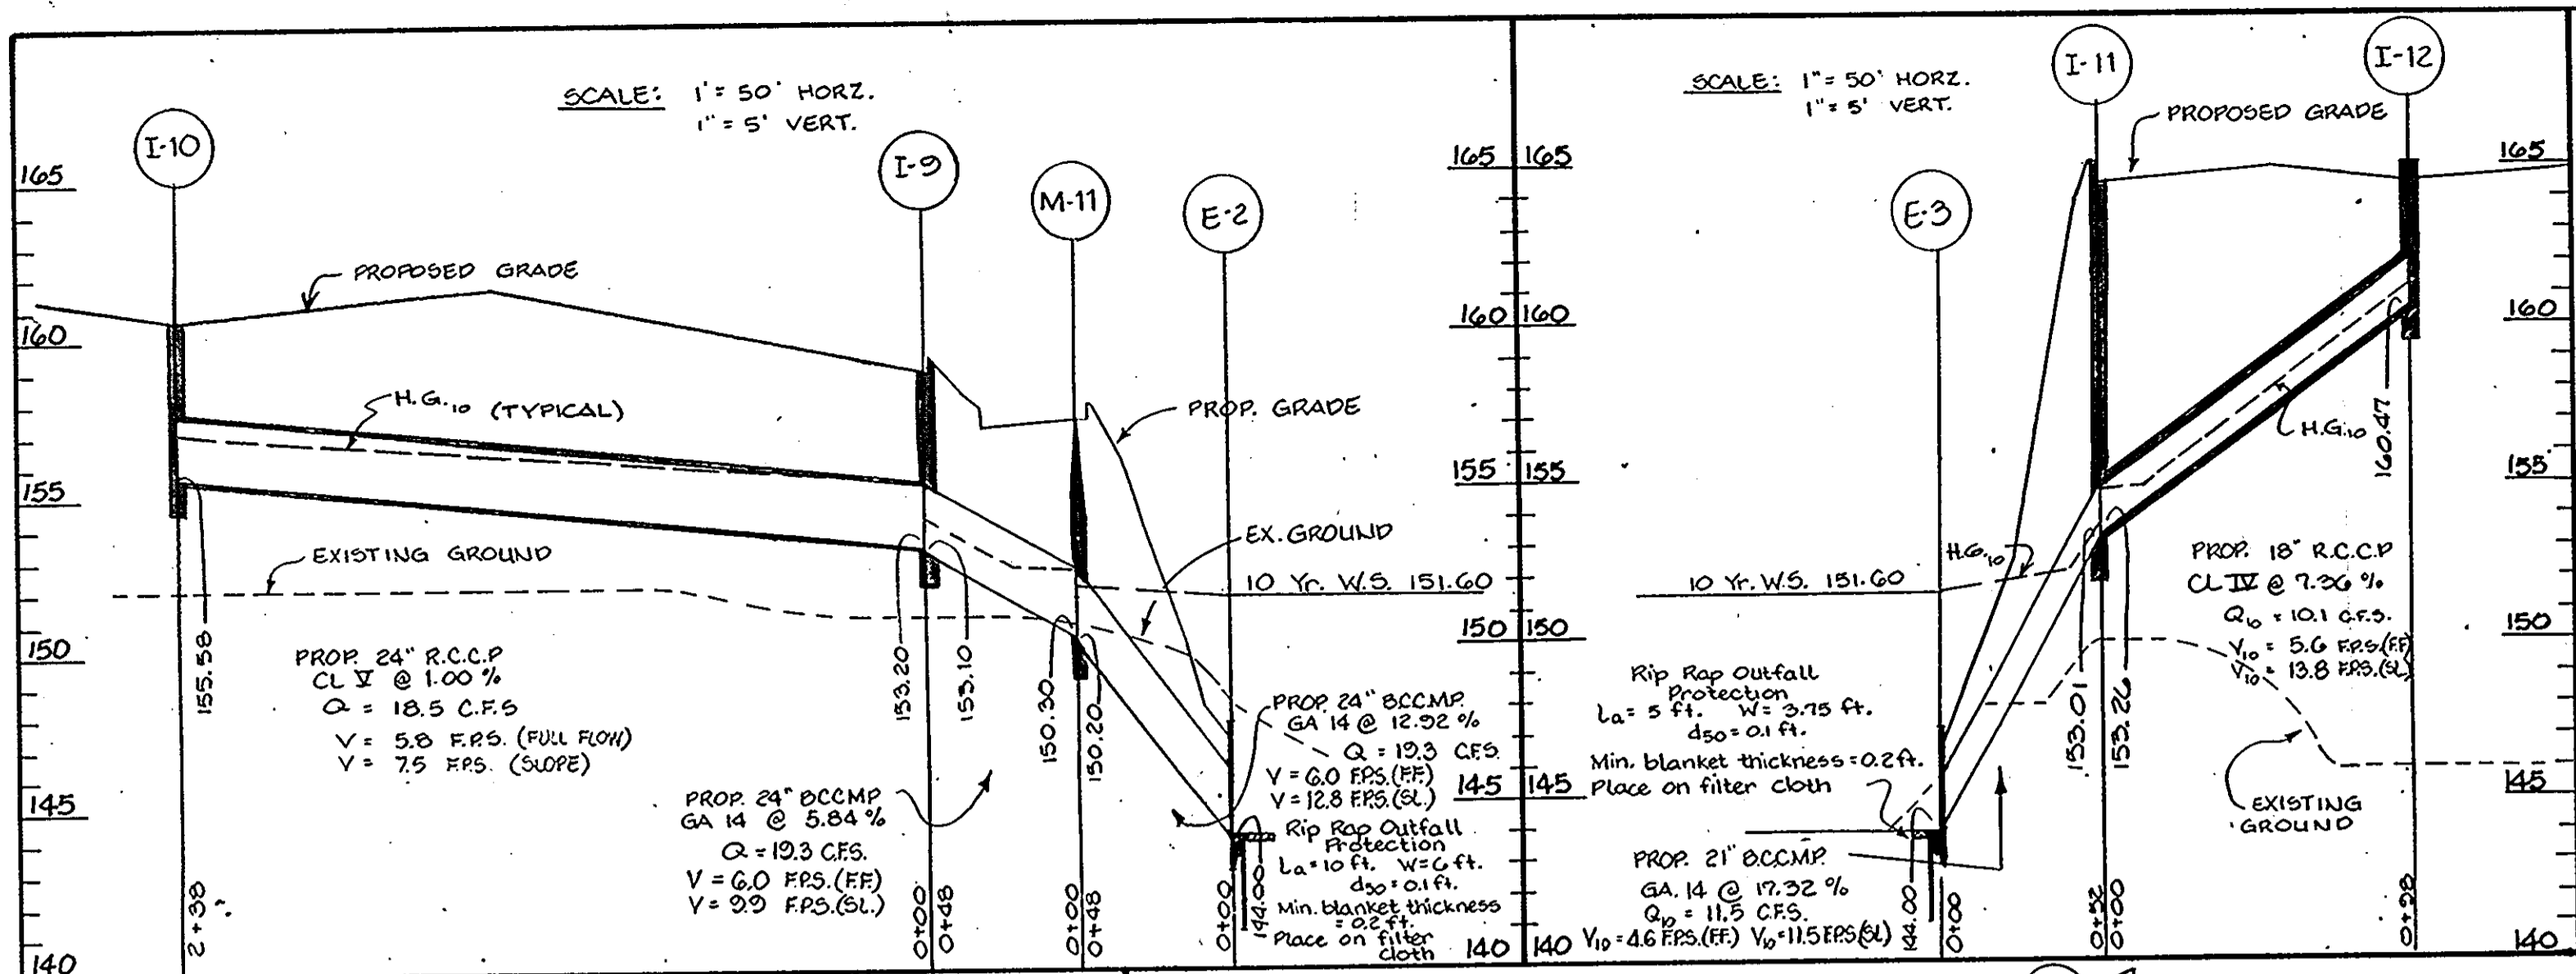 SCALE: 1' = 50' HORZ.
1" = 5' VERT.
I-10
I-9
M-11
E-2
165
160
155
150
145
140
PROPOSED GRADE
H.G.10 (TYPICAL)
EXISTING GROUND
155.58
PROP. 24" R.C.C.P
CL V @ 1.00 %
Q = 18.5 C.F.S
V = 5.8 F.P.S. (FULL FLOW)
V = 7.5 F.P.S. (SLOPE)
2+38
153.20
153.10
PROP. 24" BCCMP
GA 14 @ 5.84 %
Q = 19.3 C.F.S.
V = 6.0 F.P.S. (F.F.)
V = 9.9 F.P.S. (SL.)
0+00
0+48
150.30
150.20
0+00
0+48
PROP. GRADE
EX. GROUND
10 Yr. W.S. 151.60
PROP. 24" B.C.C.M.P.
GA 14 @ 12.92 %
Q = 19.3 C.F.S.
V = 6.0 F.P.S. (F.F.)
V = 12.8 F.P.S. (SL.)
Rip Rap Outfall
Protection
La = 10 ft. W = 6 ft.
d50 = 0.1 ft.
Min. blanket thickness
= 0.2 ft.
Place on filter
cloth
0+00
144.00
165
160
155
150
145
140
SCALE: 1" = 50' HORZ.
1" = 5' VERT.
E-3
I-11
I-12
165
160
155
150
145
140
PROPOSED GRADE
H.G.10
160.47
H.G.10
10 Yr. W.S. 151.60
Rip Rap Outfall
Protection
La = 5 ft. W = 3.75 ft.
d50 = 0.1 ft.
Min. blanket thickness = 0.2 ft.
Place on filter cloth
PROP. 21" B.C.C.M.P.
GA. 14 @ 17.32 %
Q10 = 11.5 C.F.S.
V10 = 4.6 F.P.S. (F.F.) V10 = 11.5 F.P.S. (SL)
144.00
0+00
153.01
153.26
0+52
0+00
PROP. 18" R.C.C.P
CL IV @ 7.36 %
Q10 = 10.1 C.F.S.
V10 = 5.6 F.P.S. (F.F)
V10 = 13.8 F.P.S. (SL)
EXISTING
GROUND
0+98
165
160
155
150
145
140